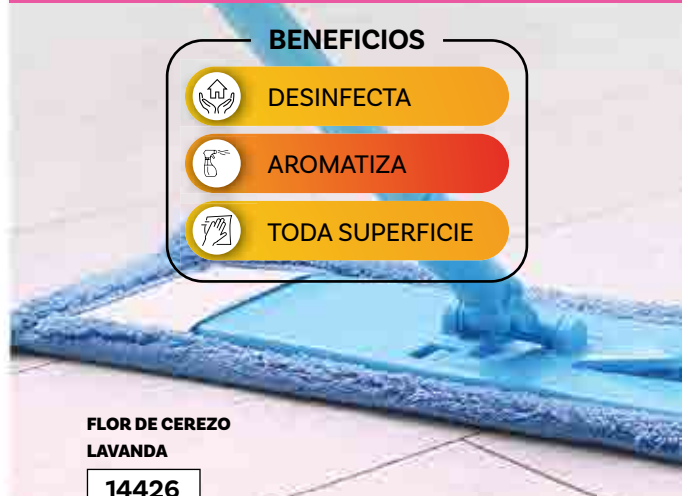 BENEFICIOS
DESINFECTA
AROMATIZA
TODA SUPERFICIE
FLOR DE CEREZO
LAVANDA
14426